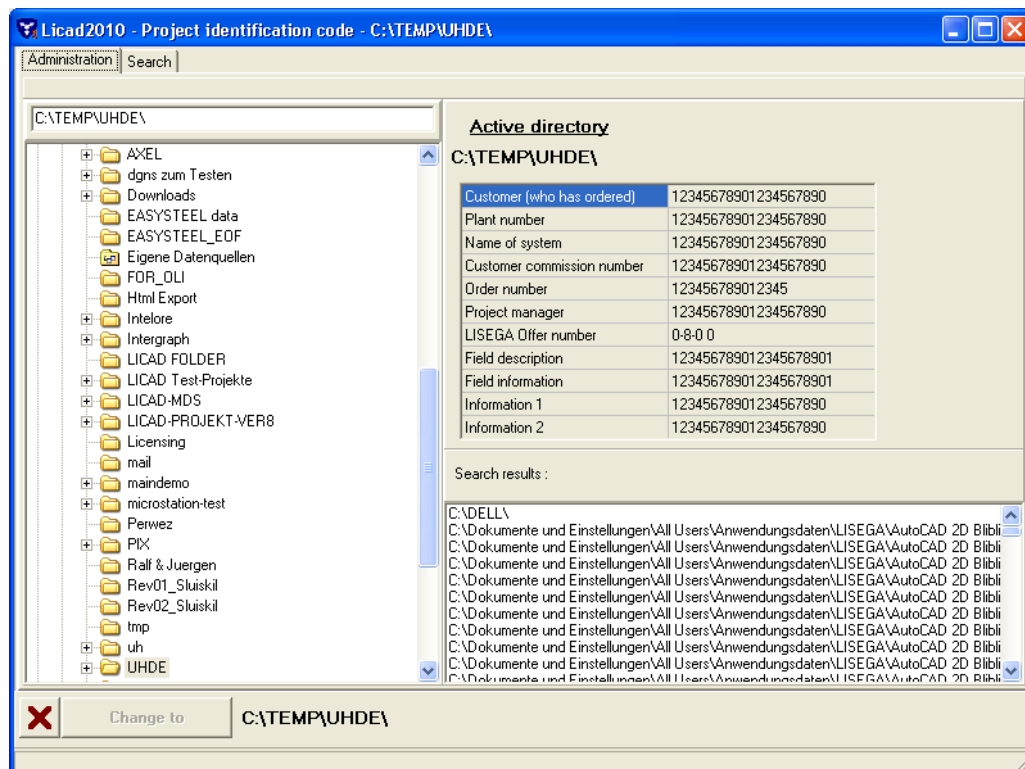 Licad2010 - Project identification code - C:\TEMP\UHDE\
Administration Search
C:\TEMP\UHDE\
AXEL
dgns zum Testen
Downloads
EASYSTEEL data
EASYSTEEL_EOF
Eigene Datenquellen
FOR_OLI
Html Export
Intelore
Intergraph
LICAD FOLDER
LICAD Test-Projekte
LICAD-MDS
LICAD-PROJEKT-VER8
Licensing
mail
maindemo
microstation-test
Perwez
PIX
Ralf & Juergen
Rev01_Sluiskil
Rev02_Sluiskil
tmp
uh
UHDE
Active directory
C:\TEMP\UHDE\
Customer (who has ordered) 12345678901234567890
Plant number 12345678901234567890
Name of system 12345678901234567890
Customer commission number 12345678901234567890
Order number 123456789012345
Project manager 12345678901234567890
LISEGA Offer number 0-8-0 0
Field description 123456789012345678901
Field information 123456789012345678901
Information 1 12345678901234567890
Information 2 12345678901234567890
Search results :
C:\DELL\
C:\Dokumente und Einstellungen\All Users\Anwendungsdaten\LISEGA\AutoCAD 2D Blibli
C:\Dokumente und Einstellungen\All Users\Anwendungsdaten\LISEGA\AutoCAD 2D Blibli
C:\Dokumente und Einstellungen\All Users\Anwendungsdaten\LISEGA\AutoCAD 2D Blibli
C:\Dokumente und Einstellungen\All Users\Anwendungsdaten\LISEGA\AutoCAD 2D Blibli
C:\Dokumente und Einstellungen\All Users\Anwendungsdaten\LISEGA\AutoCAD 2D Blibli
C:\Dokumente und Einstellungen\All Users\Anwendungsdaten\LISEGA\AutoCAD 2D Blibli
C:\Dokumente und Einstellungen\All Users\Anwendungsdaten\LISEGA\AutoCAD 2D Blibli
C:\Dokumente und Einstellungen\All Users\Anwendungsdaten\LISEGA\AutoCAD 2D Blibli
C:\Dokumente und Einstellungen\All Users\Anwendungsdaten\LISEGA\AutoCAD 2D Blibli
C:\Dokumente und Einstellungen\All Users\Anwendungsdaten\LISEGA\AutoCAD 2D Blibli
Change to C:\TEMP\UHDE\